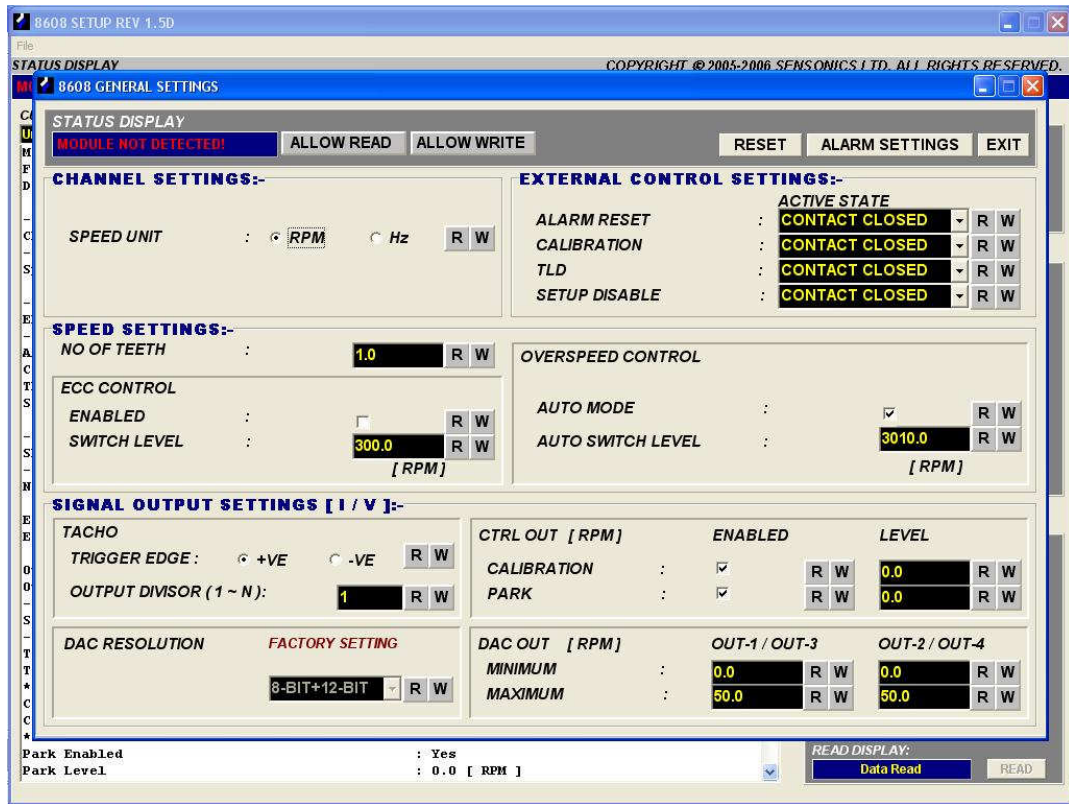 8608 SETUP REV 1.5D
File
STATUS DISPLAY COPYRIGHT © 2005-2006 SENSONICS LTD. ALL RIGHTS RESERVED.
8608 GENERAL SETTINGS
STATUS DISPLAY
MODULE NOT DETECTED! ALLOW READ ALLOW WRITE RESET ALARM SETTINGS EXIT
CHANNEL SETTINGS:- EXTERNAL CONTROL SETTINGS:-
ACTIVE STATE
ALARM RESET : CONTACT CLOSED R W
SPEED UNIT : RPM Hz R W
CALIBRATION : CONTACT CLOSED R W
TLD : CONTACT CLOSED R W
SETUP DISABLE : CONTACT CLOSED R W
SPEED SETTINGS:-
NO OF TEETH : 1.0 R W
OVERSPEED CONTROL
ECC CONTROL
ENABLED : R W
AUTO MODE : R W
SWITCH LEVEL : 300.0 R W
AUTO SWITCH LEVEL : 3010.0 R W
[ RPM ] [ RPM ]
SIGNAL OUTPUT SETTINGS [ I / V ]:-
TACHO
CTRL OUT [ RPM ] ENABLED LEVEL
TRIGGER EDGE : +VE -VE R W
CALIBRATION : R W 0.0 R W
OUTPUT DIVISOR ( 1 ~ N ): 1 R W
PARK : R W 0.0 R W
DAC RESOLUTION FACTORY SETTING
DAC OUT [ RPM ] OUT-1 / OUT-3 OUT-2 / OUT-4
MINIMUM : 0.0 R W 0.0 R W
8-BIT+12-BIT R W
MAXIMUM : 50.0 R W 50.0 R W
Park Enabled : Yes
READ DISPLAY:
Park Level : 0.0 [ RPM ]
Data Read READ